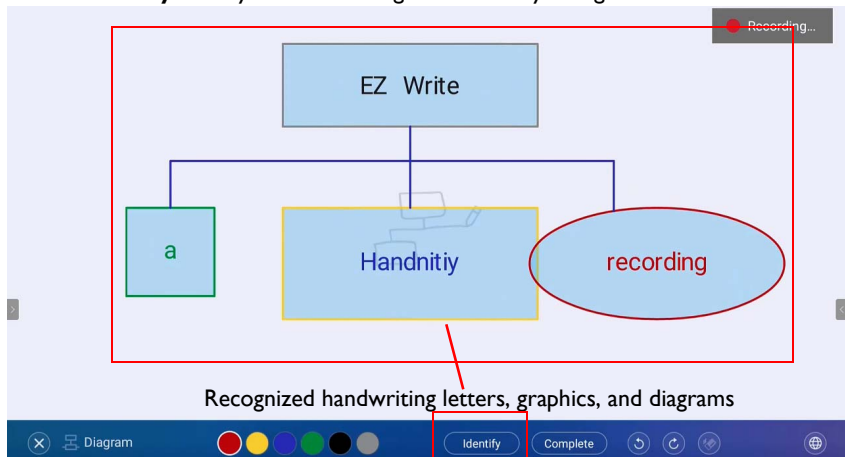 Recording...
EZ Write
a
Handnitiy
recording
Recognized handwriting letters, graphics, and diagrams
Diagram
Identify
Complete